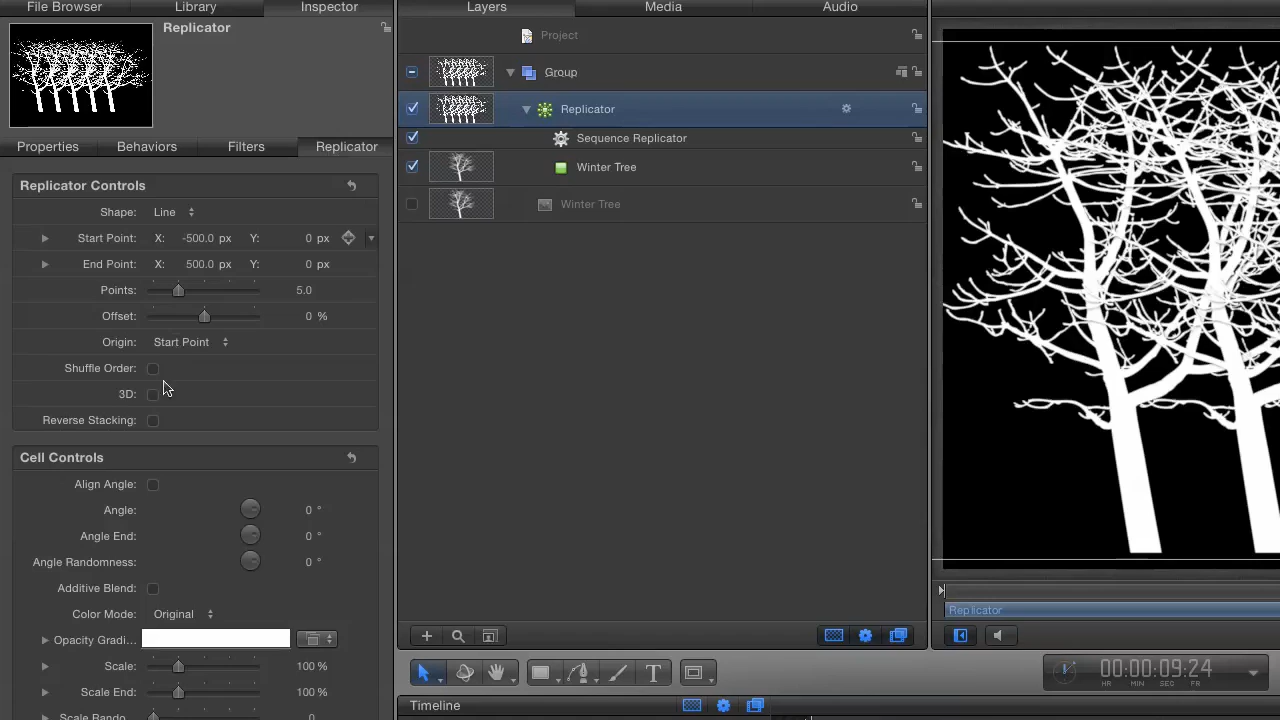 File Browser Library Inspector
Layers Media Audio
Replicator
Project
Group
Replicator
Sequence Replicator
Winter Tree
Winter Tree
Properties Behaviors Filters Replicator
Replicator Controls
Shape: Line
Start Point: X: -500.0 px Y: 0 px
End Point: X: 500.0 px Y: 0 px
Points: 5.0
Offset: 0 %
Origin: Start Point
Shuffle Order:
3D:
Reverse Stacking:
Cell Controls
Align Angle:
Angle: 0 °
Angle End: 0 °
Angle Randomness: 0 °
Additive Blend:
Color Mode: Original
Opacity Gradi...
Scale: 100 %
Scale End: 100 %
Scale Rando... 0
Replicator
T
00:00:09:24
HR MIN SEC FR
Timeline